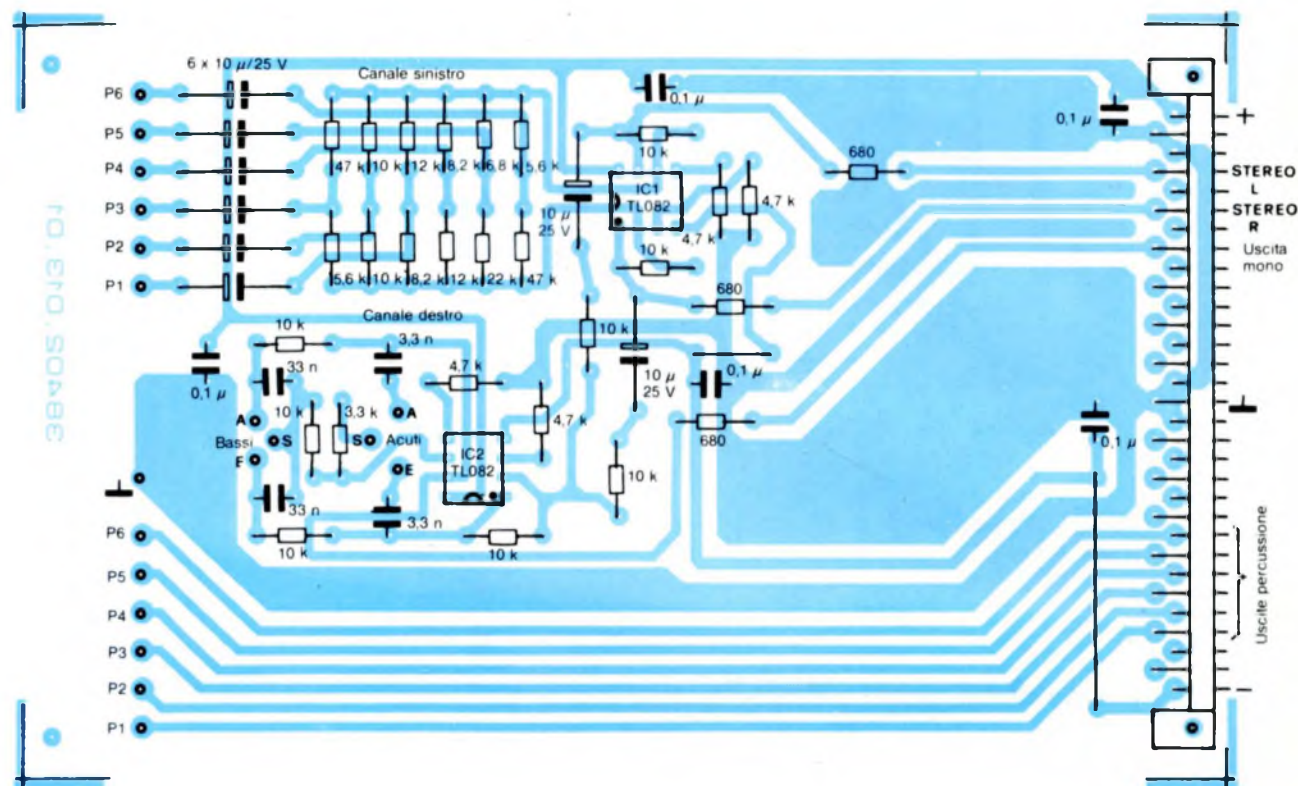 6 x 10 µ/25 V
Canale sinistro
P6
P5
P4
P3
P2
P1
47 k
10 k
12 k
8,2 k
6,8 k
5,6 k
5,6 k
10 k
8,2 k
12 k
22 k
47 k
Canale destro
0,1 µ
10 k
IC1
TL082
10 µ
25 V
4,7 k
4,7 k
10 k
680
680
0,1 µ
+
STEREO
L
STEREO
R
Uscita
mono
10 k
3,3 n
33 n
0,1 µ
4,7 k
10 k
3,3 k
A
Bassi
S
F
S
A
Acuti
E
IC2
TL082
4,7 k
10 k
10 µ
25 V
0,1 µ
680
10 k
0,1 µ
33 n
3,3 n
10 k
10 k
P6
P5
P4
P3
P2
P1
Uscite percussione
−